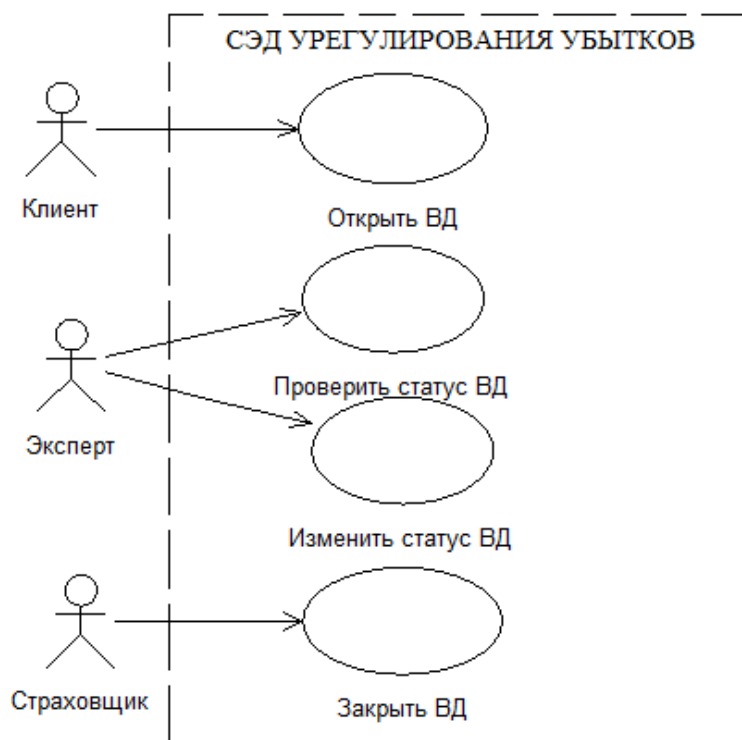 СЭД УРЕГУЛИРОВАНИЯ УБЫТКОВ
Клиент
Открыть ВД
Проверить статус ВД
Эксперт
Изменить статус ВД
Страховщик
Закрыть ВД